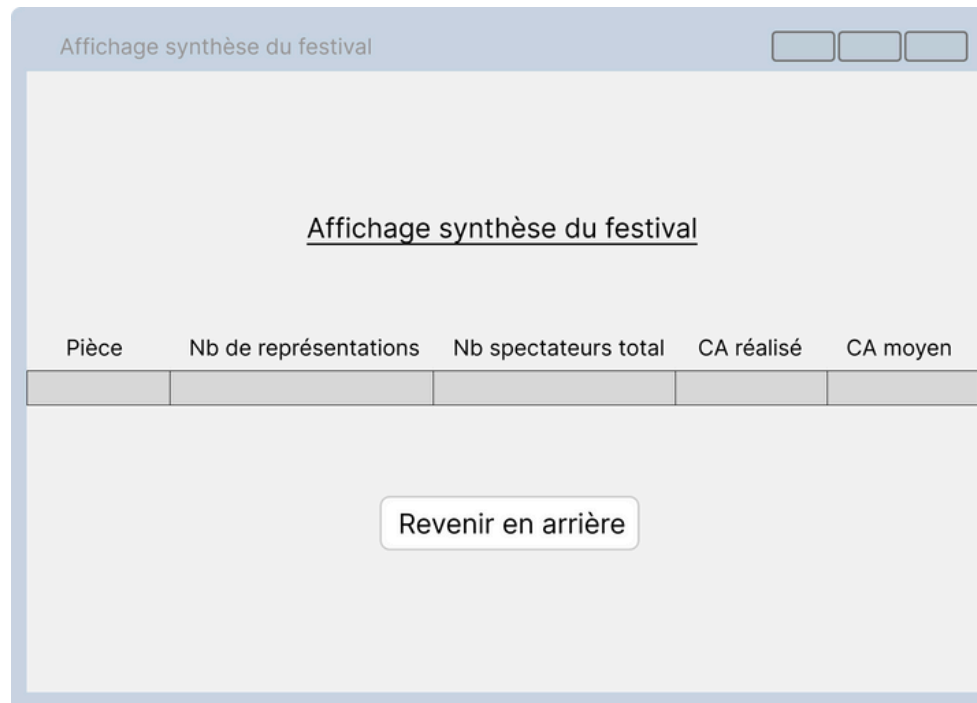 Affichage synthèse du festival
Affichage synthèse du festival
Pièce Nb de représentations Nb spectateurs total CA réalisé CA moyen
Revenir en arrière